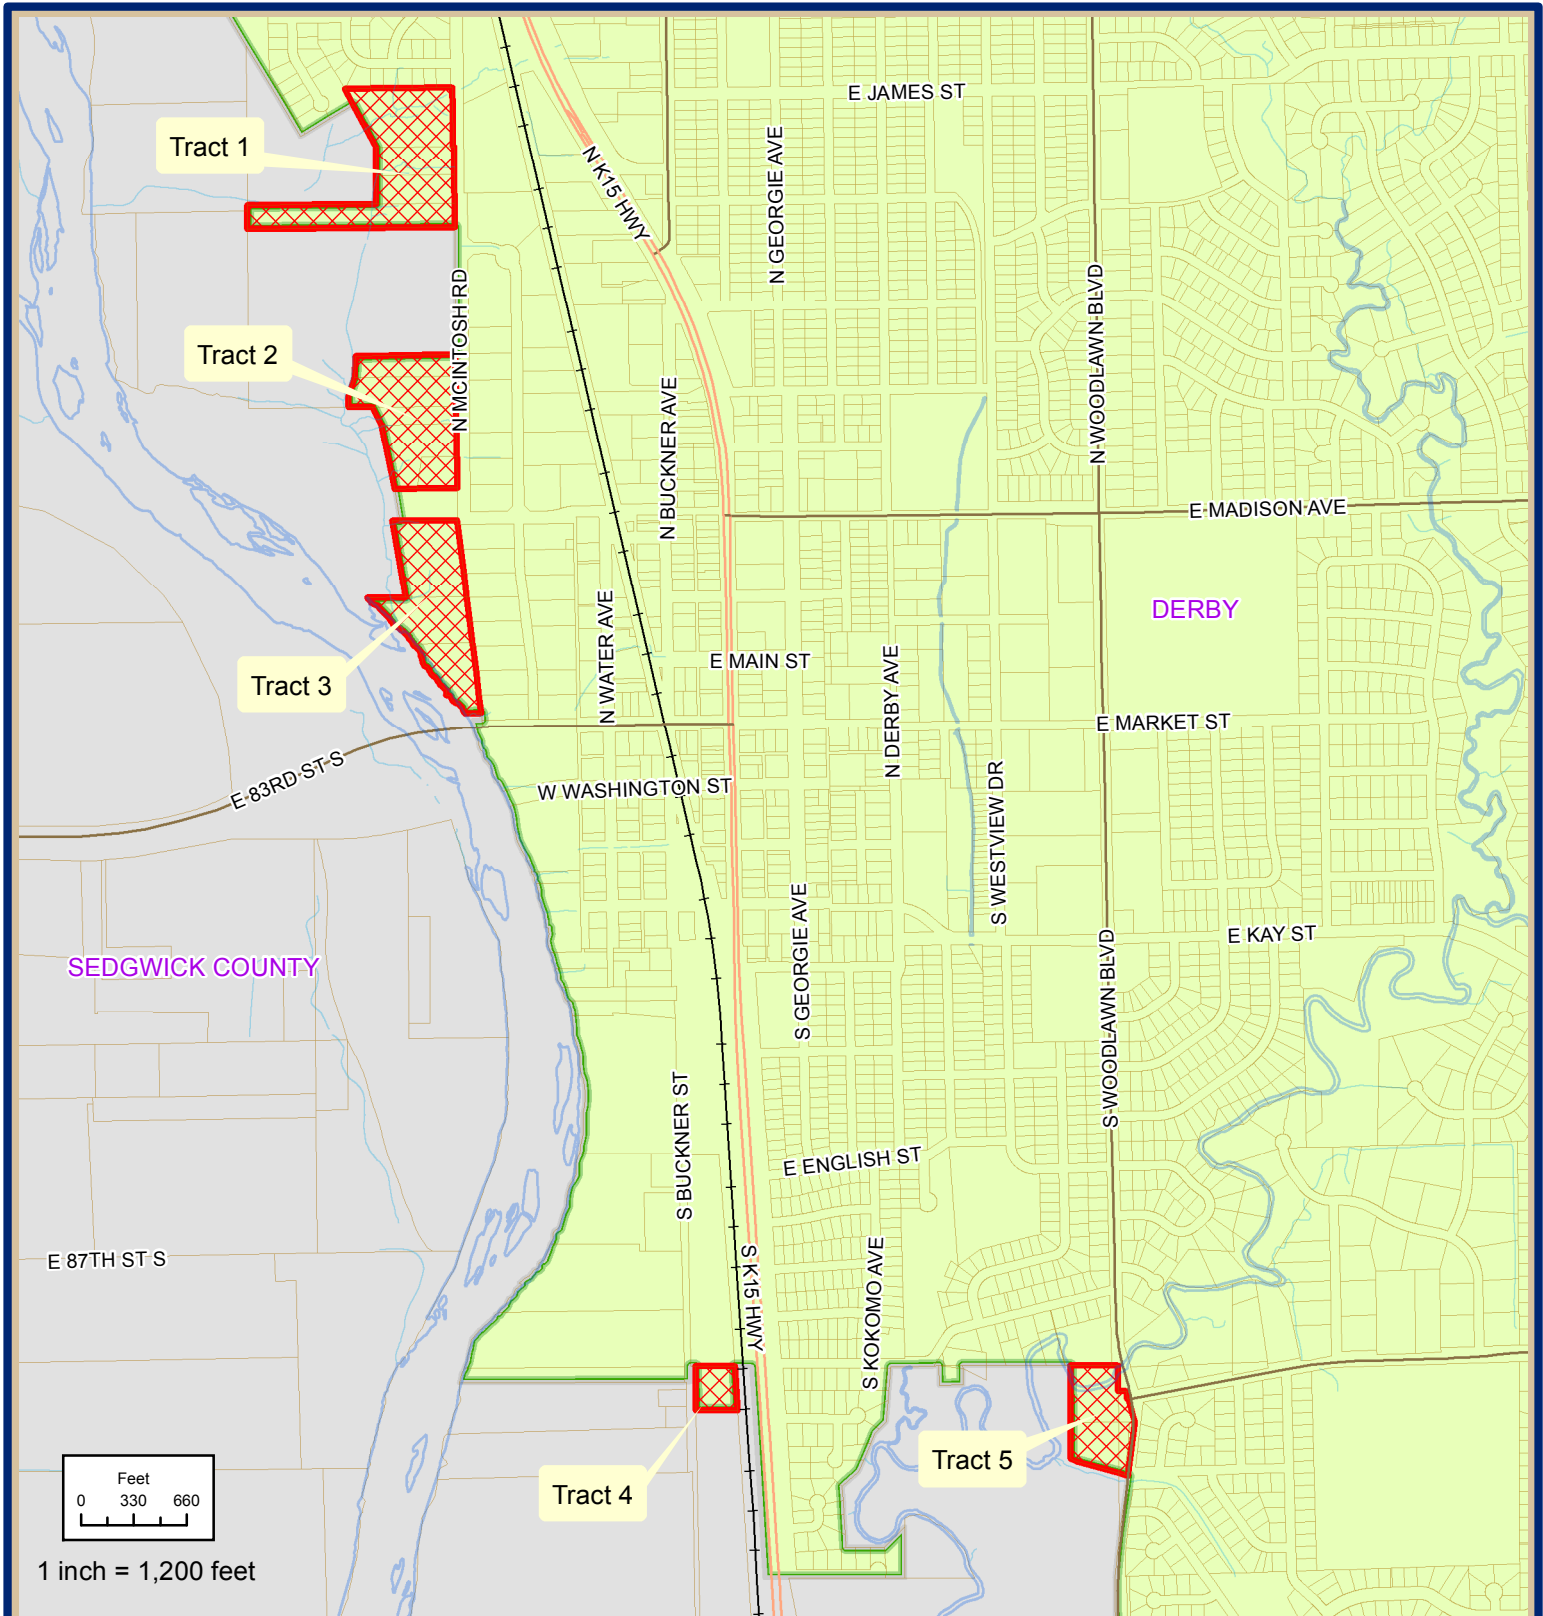 E JAMES ST
Tract 1
N K15 HWY
N GEORGIE AVE
N MCINTOSH RD
N WOODLAWN BLVD
Tract 2
N BUCKNER AVE
E MADISON AVE
DERBY
N WATER AVE
E MAIN ST
N DERBY AVE
Tract 3
E MARKET ST
E 83RD ST S
W WASHINGTON ST
S WESTVIEW DR
S GEORGIE AVE
E KAY ST
SEDGWICK COUNTY
S WOODLAWN BLVD
S BUCKNER ST
E ENGLISH ST
E 87TH ST S
S K15 HWY
S KOKOMO AVE
Tract 5
Tract 4
Feet
0 330 660
1 inch = 1,200 feet